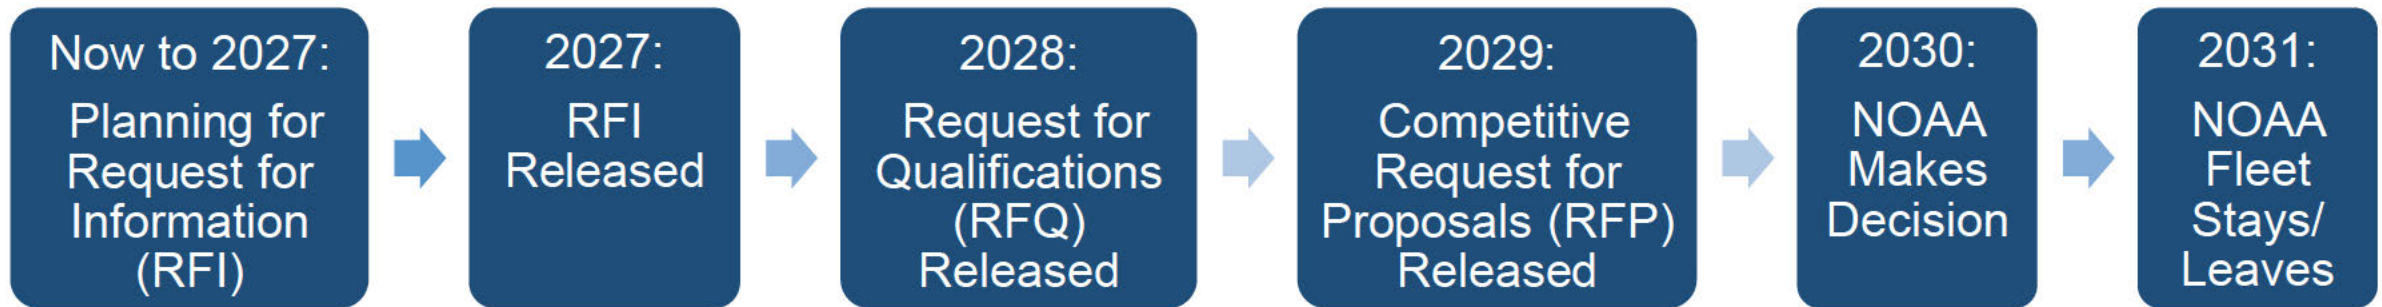 Now to 2027:
Planning for
Request for
Information
(RFI)
2027:
RFI
Released
2028:
Request for
Qualifications
(RFQ)
Released
2029:
Competitive
Request for
Proposals (RFP)
Released
2030:
NOAA
Makes
Decision
2031:
NOAA
Fleet
Stays/
Leaves